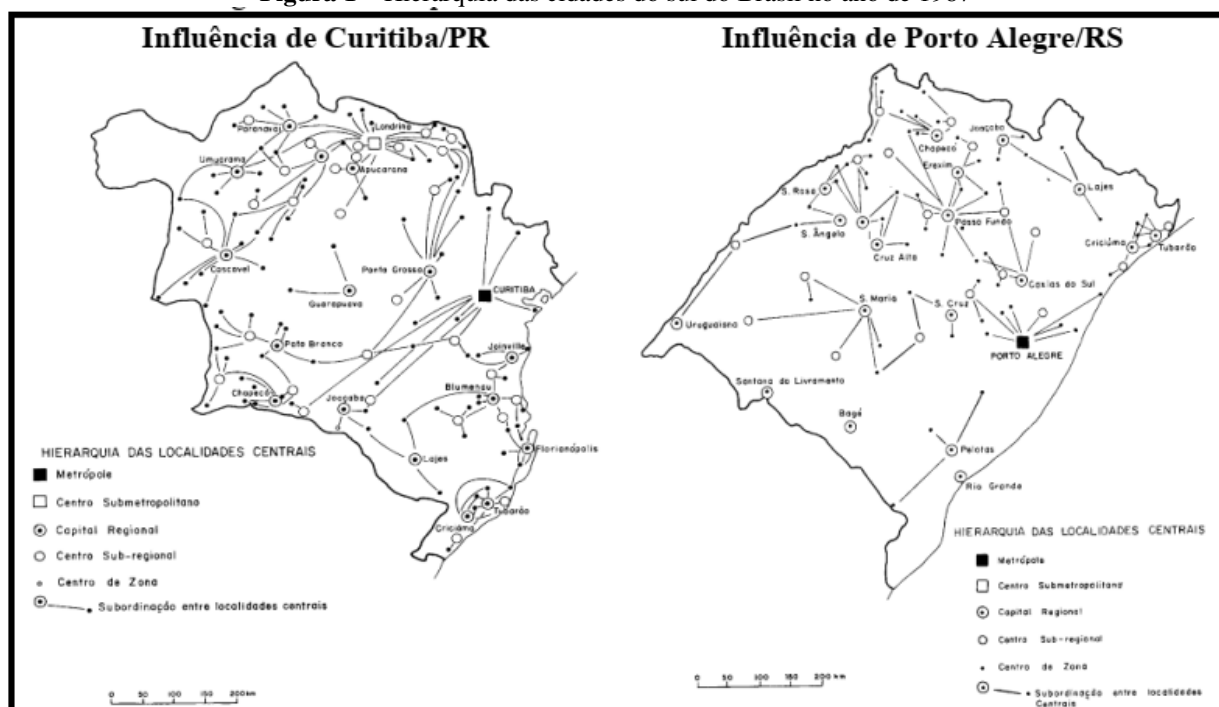 Figura 1 - Hierarquia das cidades do sul do Brasil no ano de 1987
Influência de Curitiba/PR
Paranavaí
Londrina
Umuarama
Apucarana
Cascavel
Ponta Grossa
Guarapuava
CURITIBA
Pato Branco
Joinville
Chapecó
Joaçaba
Blumenau
Lajes
Florianópolis
Criciúma
Tubarão
HIERARQUIA DAS LOCALIDADES CENTRAIS
Metrópole
Centro Submetropolitano
Capital Regional
Centro Sub-regional
Centro de Zona
Subordinação entre localidades centrais
0 50 100 150 200 km
Influência de Porto Alegre/RS
Chapecó
Joaçaba
Erexim
S. Rosa
Lajes
Passo Fundo
S. Ângelo
Cruz Alta
Criciúma
Tubarão
Caxias do Sul
S. Maria
S. Cruz
Uruguaiana
PORTO ALEGRE
Santana do Livramento
Bagé
Pelotas
Rio Grande
HIERARQUIA DAS LOCALIDADES CENTRAIS
Metrópole
Centro Submetropolitano
Capital Regional
Centro Sub-regional
Centro de Zona
Subordinação entre localidades
Centrais
0 50 100 150 200 km